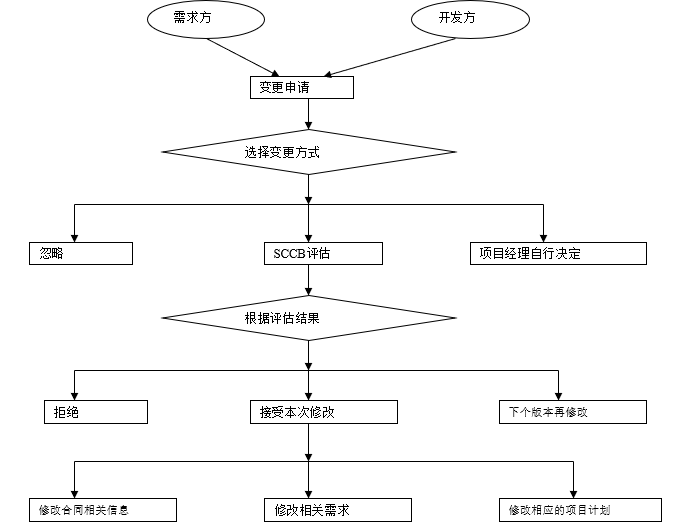 需求方
开发方
变更申请
选择变更方式
忽略
SCCB评估
项目经理自行决定
根据评估结果
拒绝
接受本次修改
下个版本再修改
修改合同相关信息
修改相关需求
修改相应的项目计划